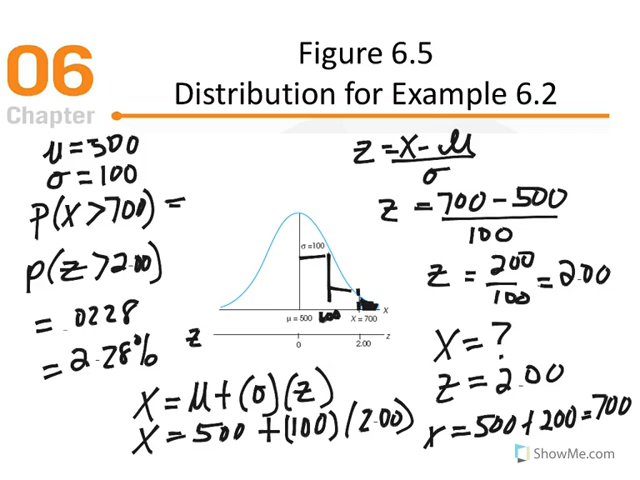 06
Chapter
Figure 6.5
Distribution for Example 6.2
μ = 500
σ = 100
P(X > 700) =
P(Z > 2.00)
= .0228
= 2.28%
Z = X - μ
σ
Z = 700 - 500
100
Z = 200 = 2.00
100
σ = 100
x
μ = 500 600 X = 700
Z
z
0 2.00
X = ?
Z = 2.00
X = μ + (σ)(Z)
X = 500 + (100)(2.00)
X = 500 + 200 = 700
ShowMe.com